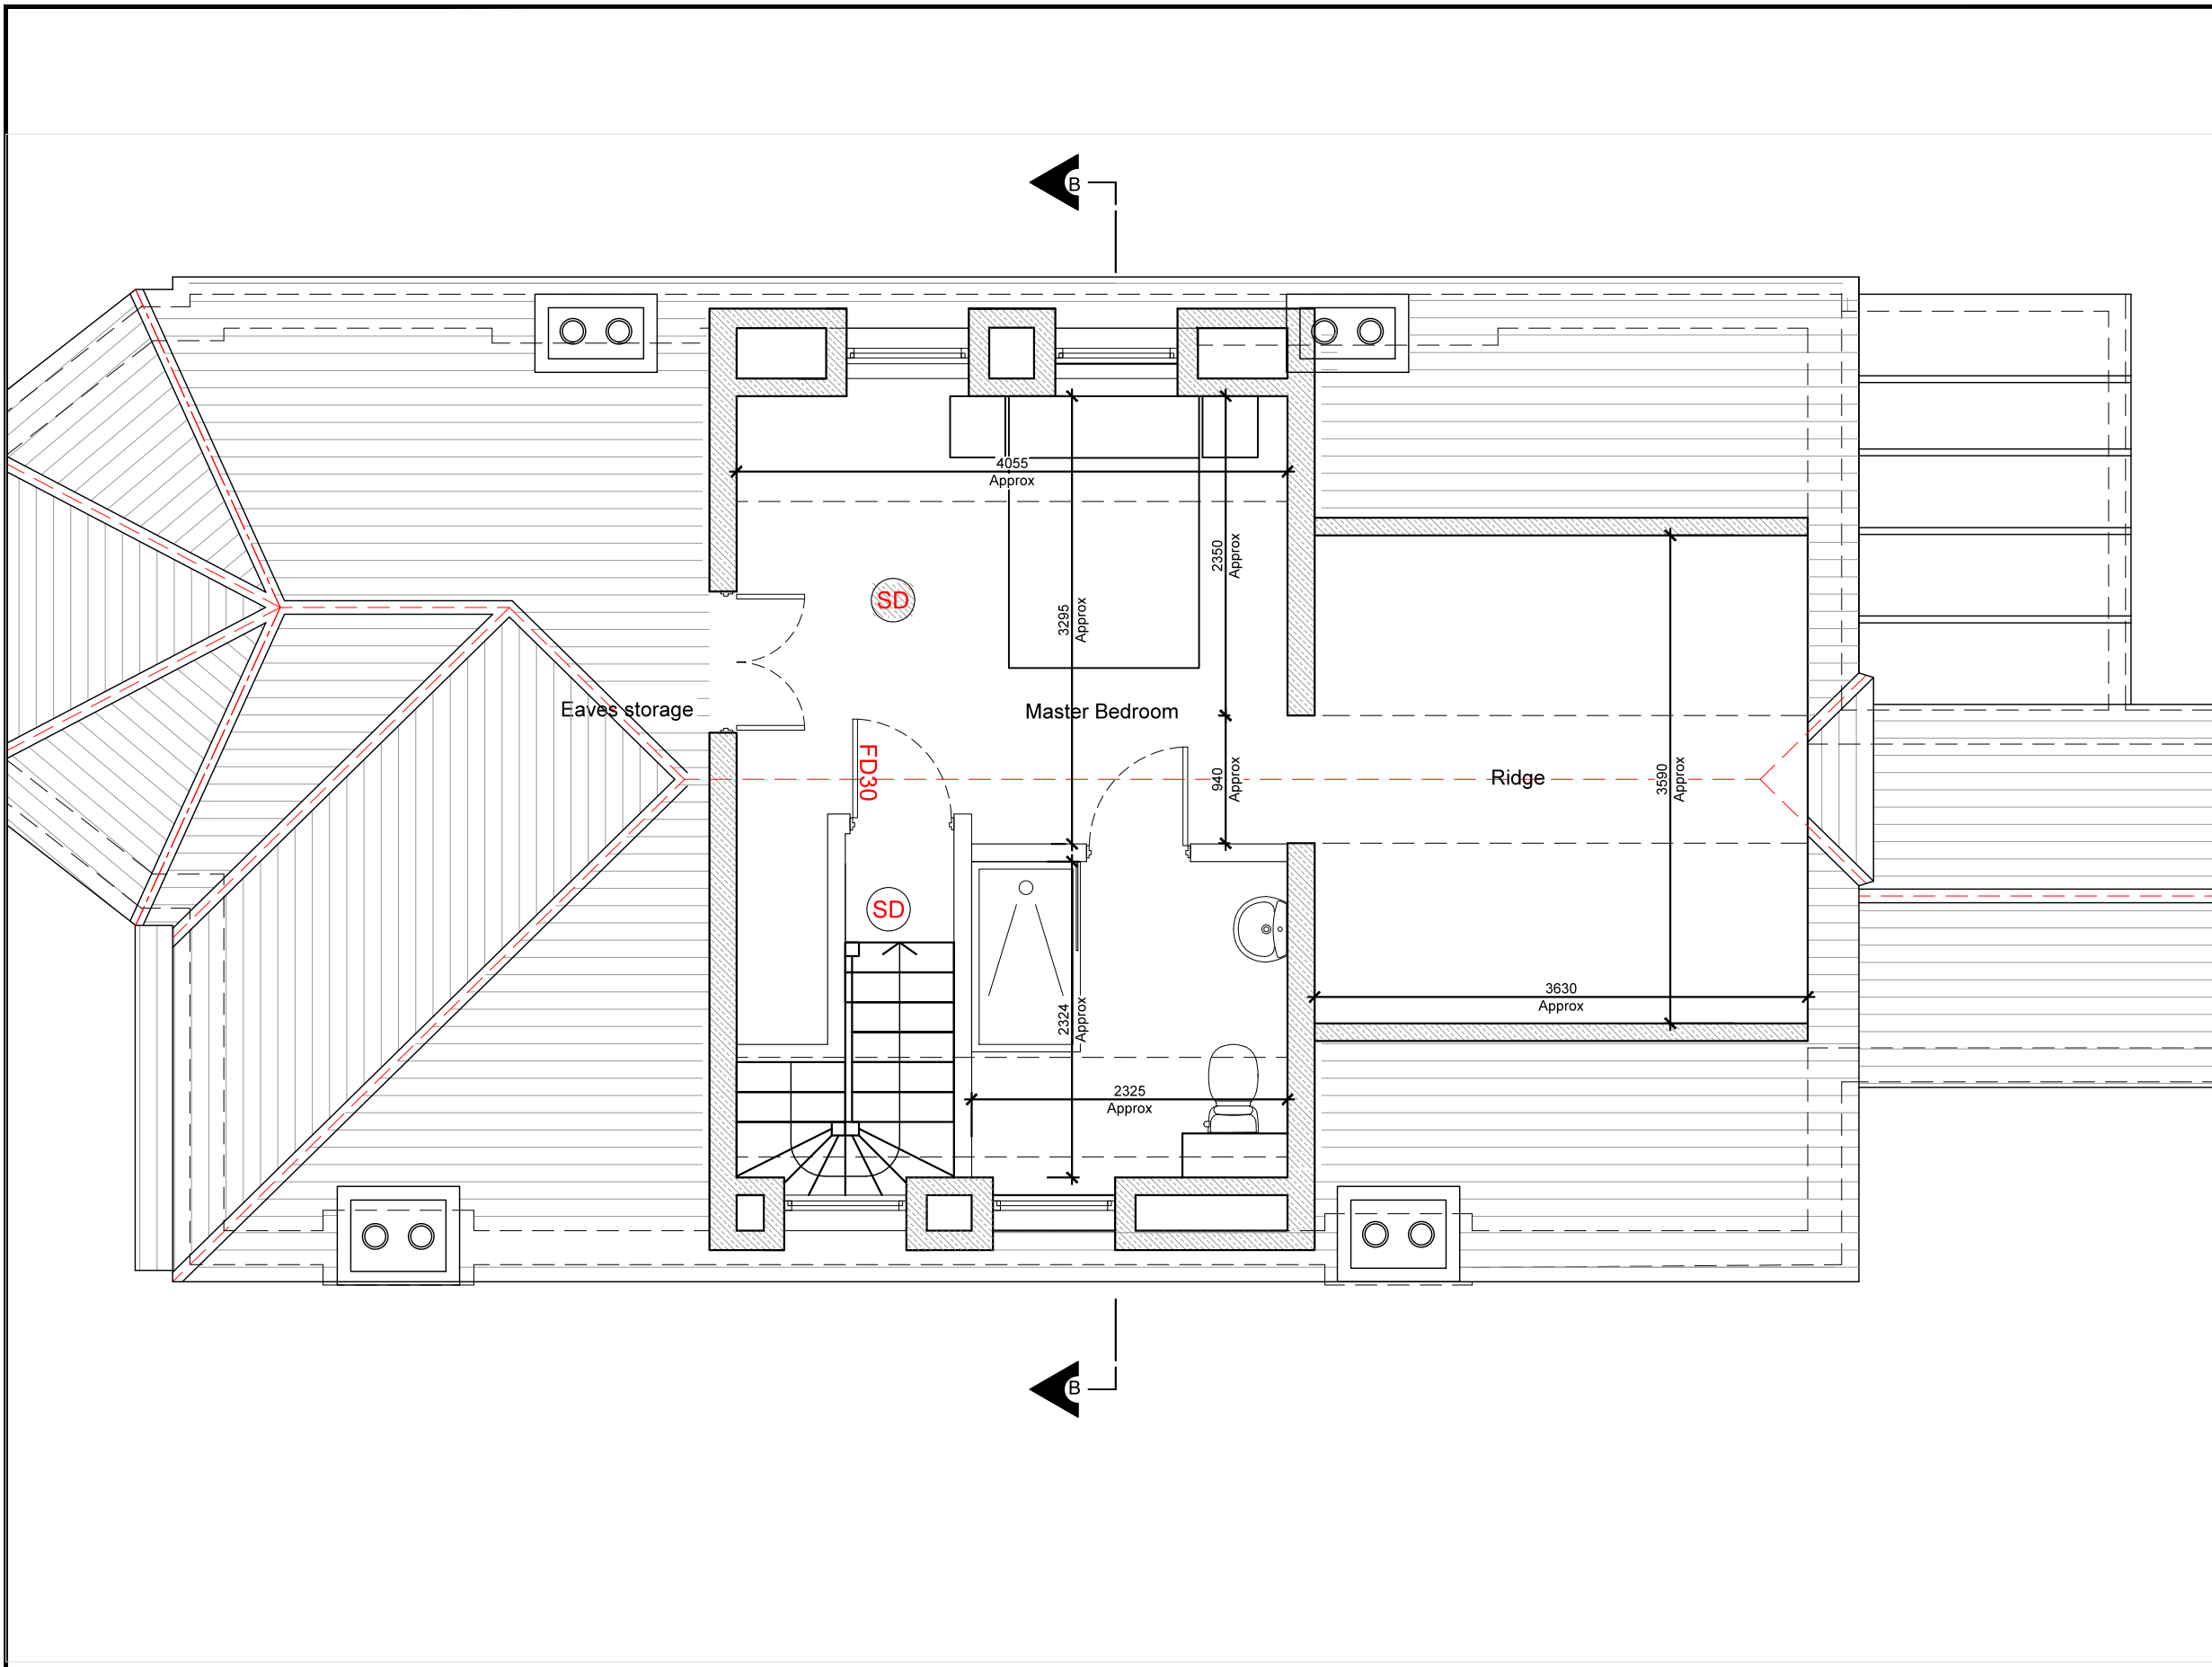 B
4055
Approx
2350
Approx
SD
3295
Approx
Eaves storage
Master Bedroom
FD30
940
Approx
Ridge
3590
Approx
SD
3630
Approx
2324
Approx
2325
Approx
B